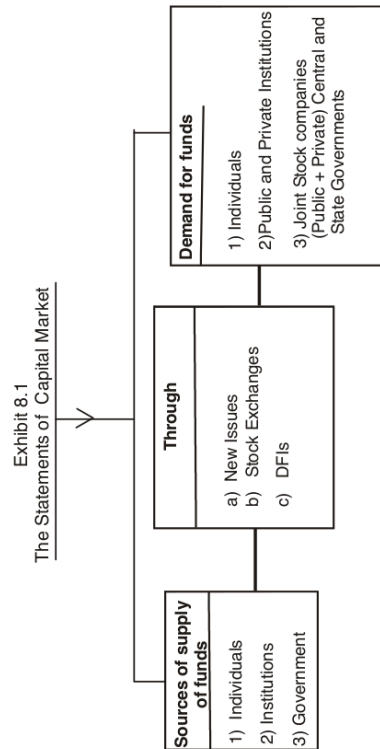 Exhibit 8.1
The Statements of Capital Market
Sources of supply
of funds
1) Individuals
2) Institutions
3) Government
Through
a) New Issues
b) Stock Exchanges
c) DFIs
Demand for funds
1) Individuals
2)Public and Private Institutions
3) Joint Stock companies
(Public + Private) Central and
State Governments